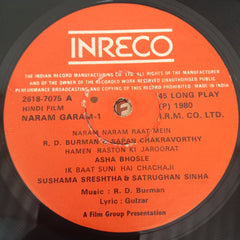 INRECO
THE INDIAN RECORD MANUFACTURING CO. LTD. ALL RIGHTS OF THE MANUFACTURER
AND OF THE OWNER OF THE RECORDED WORK RESERVED UNAUTHORISED PUBLIC
PERFORMANCE BROADCASTING AND COPYING OF THIS RECORD PROHIBITED. MADE IN INDIA
2618-7075 A
45 LONG PLAY
HINDI FILM
(P) 1980
NARAM GARAM-1
I.R.M. CO. LTD.
NARAM NARAM RAAT MEIN
R. D. BURMAN & SAPAN CHAKRAVORTHY
HAMEN RASTON KI JAROORAT
ASHA BHOSLE
IK BAAT SUNI HAI CHACHAJI
SUSHAMA SRESHTHA & SATRUGHAN SINHA
Music : R. D. Burman
Lyric : Gulzar
A Film Group Presentation